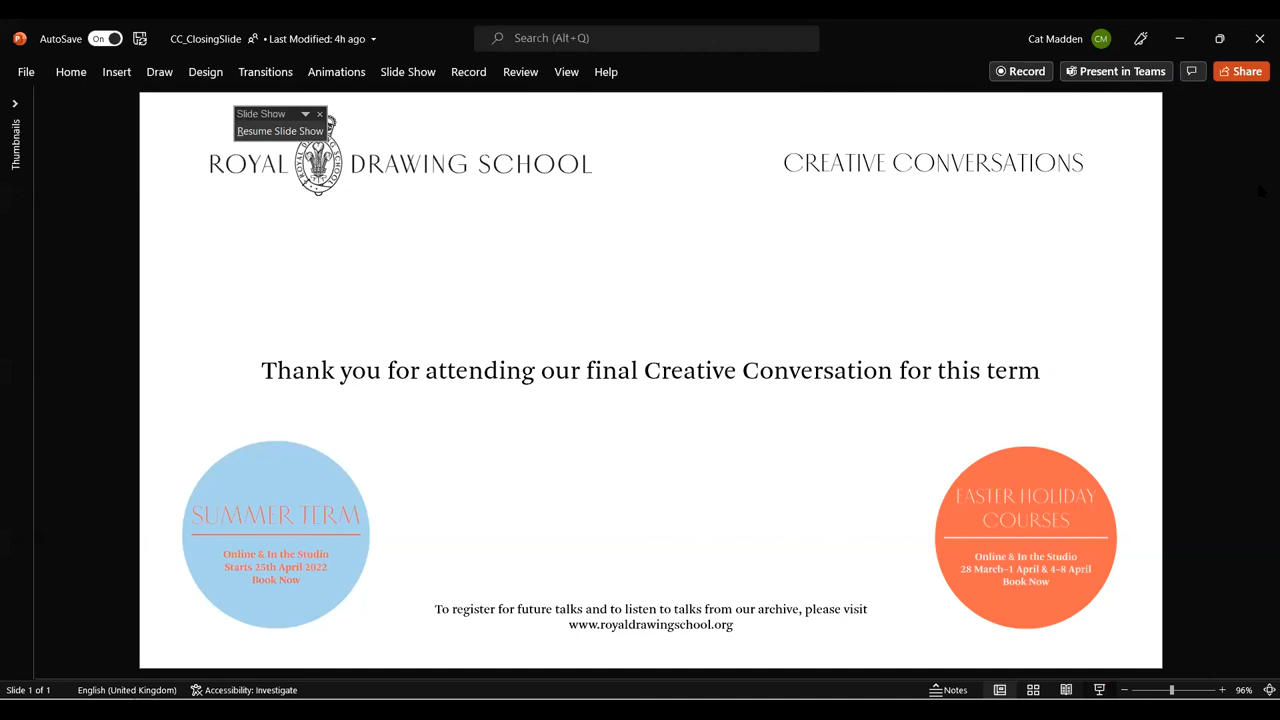 AutoSave On CC_ClosingSlide • Last Modified: 4h ago Search (Alt+Q) Cat Madden CM
File Home Insert Draw Design Transitions Animations Slide Show Record Review View Help Record Present in Teams Share
Thumbnails
Slide Show
Resume Slide Show
ROYAL DRAWING SCHOOL
CREATIVE CONVERSATIONS
Thank you for attending our final Creative Conversation for this term
SUMMER TERM
Online & In the Studio
Starts 25th April 2022
Book Now
EASTER HOLIDAY
COURSES
Online & In the Studio
28 March–1 April & 4–8 April
Book Now
To register for future talks and to listen to talks from our archive, please visit
www.royaldrawingschool.org
Slide 1 of 1 English (United Kingdom) Accessibility: Investigate Notes 96%